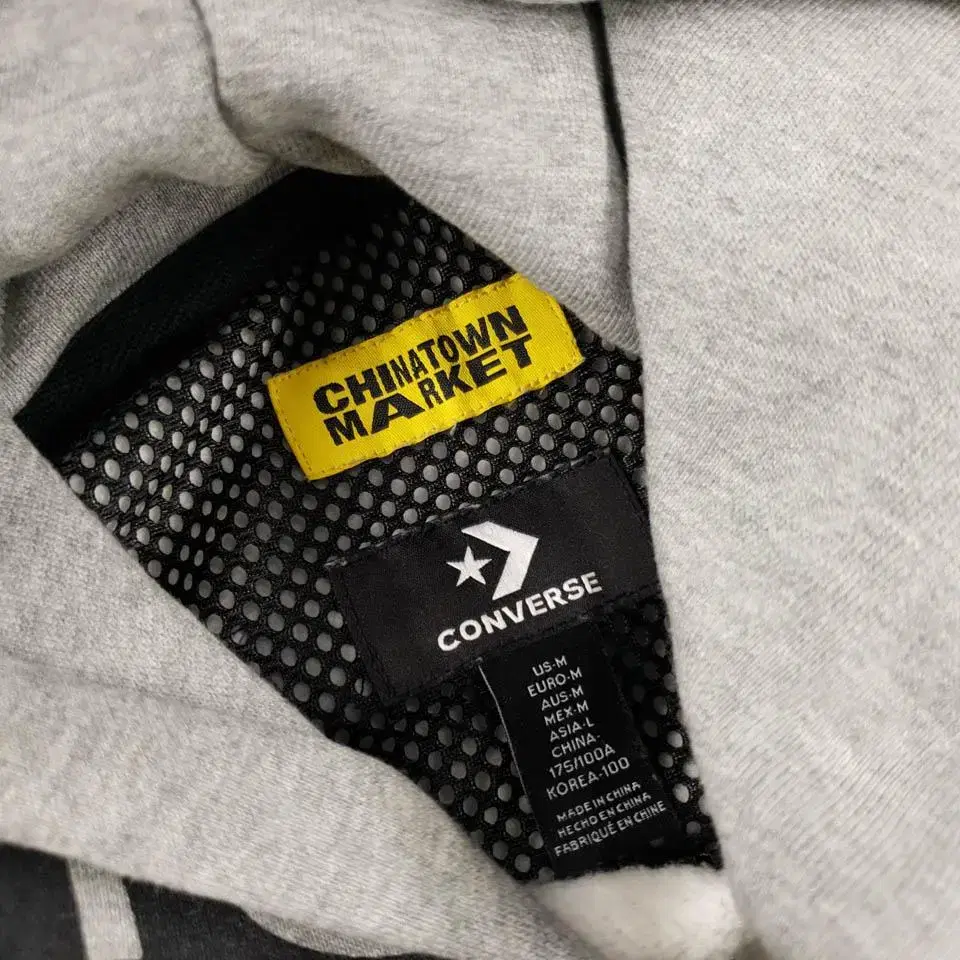 CHINATOWN
MARKET
CONVERSE
US-M
EURO-M
AUS-M
MEX-M
ASIA-L
CHINA-
175/100A
KOREA-100
MADE IN CHINA
HECHO EN CHINA
FABRIQUÉ EN CHINE